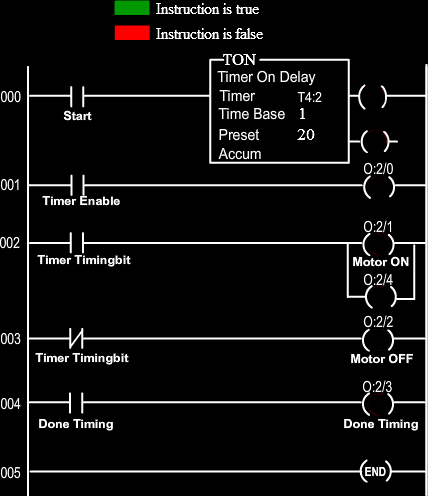 Instruction is true
Instruction is false
TON
000
Timer On Delay
Timer T4:2
Time Base 1
Start
Preset 20
Accum
O:2/0
001
Timer Enable
O:2/1
002
Timer Timingbit
Motor ON
O:2/4
O:2/2
003
Timer Timingbit
Motor OFF
O:2/3
004
Done Timing
Done Timing
005
END